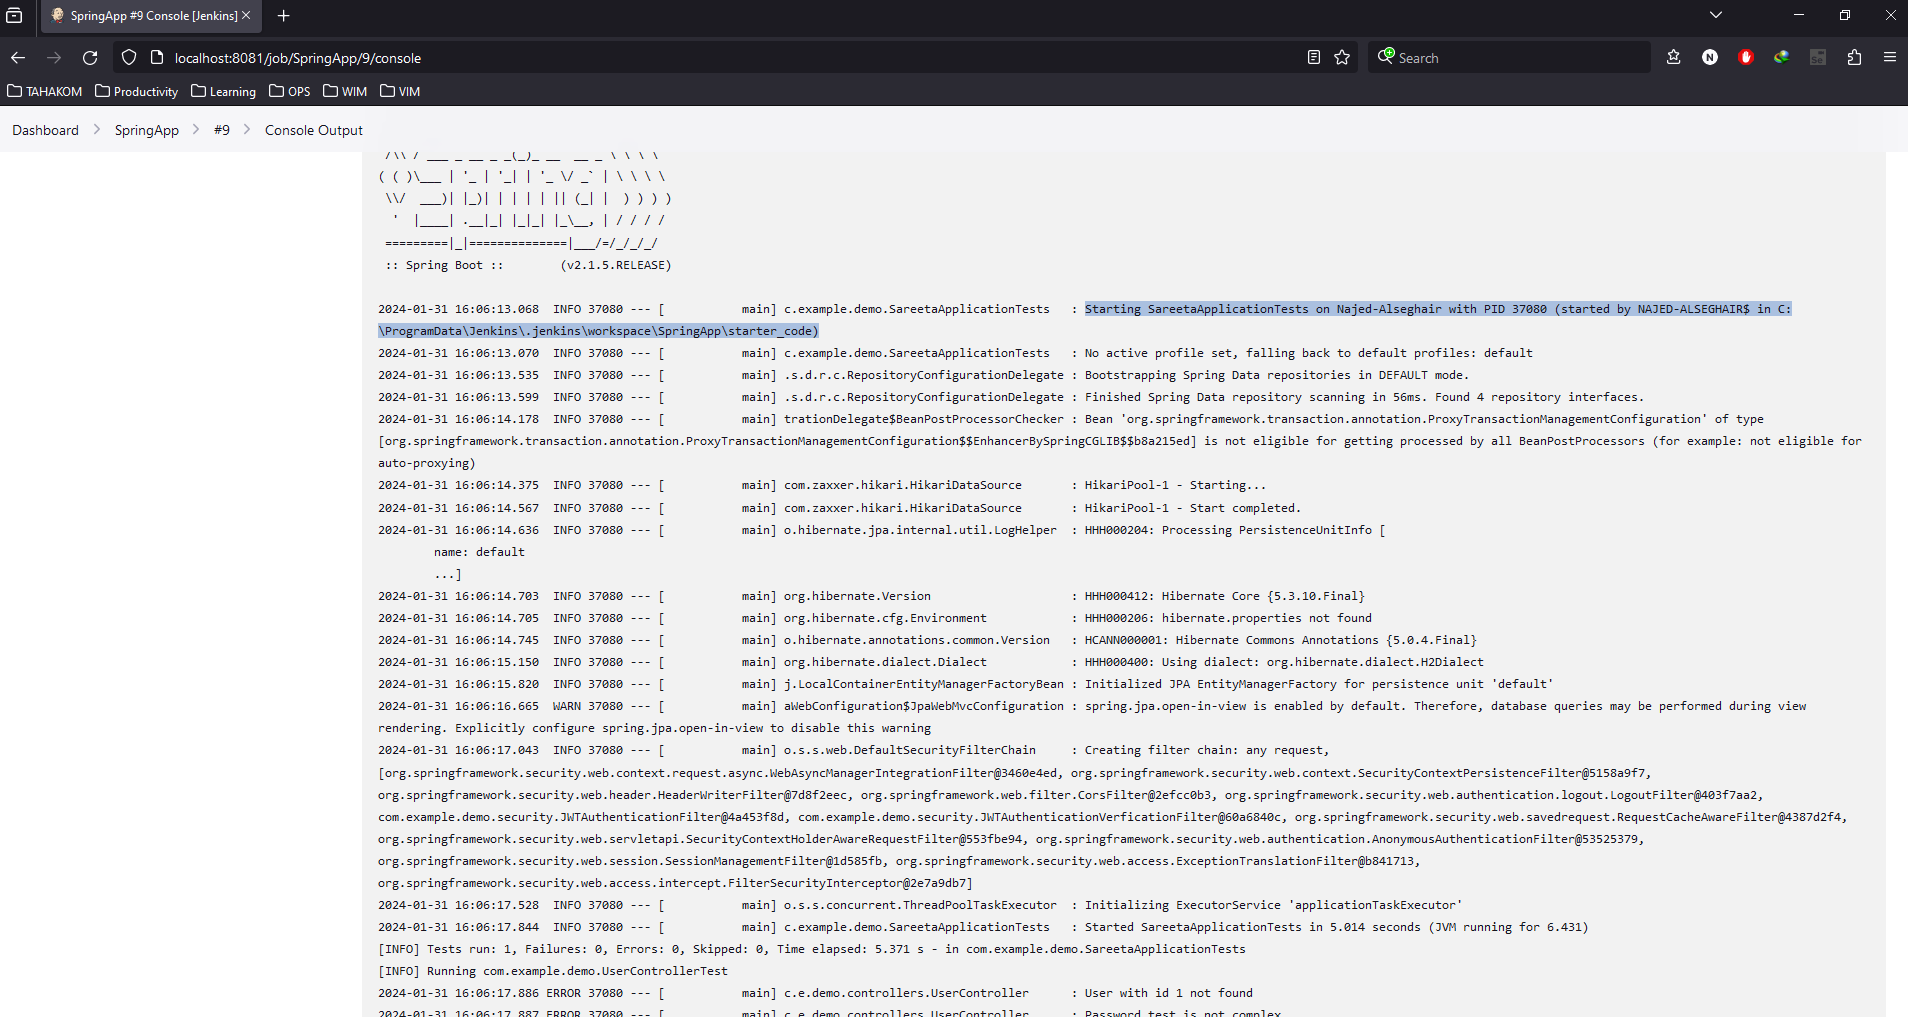 SpringApp #9 Console [Jenkins]
localhost:8081/job/SpringApp/9/console
Search
TAHAKOM Productivity Learning OPS WIM VIM
Dashboard > SpringApp > #9 > Console Output
 /\\ / ___ _ __ _ _(_)_ __  __ _ \ \ \ \
( ( )\___ | '_ | '_| | '_ \/ _` | \ \ \ \
 \\/  ___)| |_)| | | | | || (_| |  ) ) ) )
  '  |____| .__|_| |_|_| |_\__, | / / / /
 =========|_|==============|___/=/_/_/_/
 :: Spring Boot ::        (v2.1.5.RELEASE)
2024-01-31 16:06:13.068  INFO 37080 --- [           main] c.example.demo.SareetaApplicationTests   : Starting SareetaApplicationTests on Najed-Alseghair with PID 37080 (started by NAJED-ALSEGHAIR$ in C:
\ProgramData\Jenkins\.jenkins\workspace\SpringApp\starter_code)
2024-01-31 16:06:13.070  INFO 37080 --- [           main] c.example.demo.SareetaApplicationTests   : No active profile set, falling back to default profiles: default
2024-01-31 16:06:13.535  INFO 37080 --- [           main] .s.d.r.c.RepositoryConfigurationDelegate : Bootstrapping Spring Data repositories in DEFAULT mode.
2024-01-31 16:06:13.599  INFO 37080 --- [           main] .s.d.r.c.RepositoryConfigurationDelegate : Finished Spring Data repository scanning in 56ms. Found 4 repository interfaces.
2024-01-31 16:06:14.178  INFO 37080 --- [           main] trationDelegate$BeanPostProcessorChecker : Bean 'org.springframework.transaction.annotation.ProxyTransactionManagementConfiguration' of type
[org.springframework.transaction.annotation.ProxyTransactionManagementConfiguration$$EnhancerBySpringCGLIB$$b8a215ed] is not eligible for getting processed by all BeanPostProcessors (for example: not eligible for
auto-proxying)
2024-01-31 16:06:14.375  INFO 37080 --- [           main] com.zaxxer.hikari.HikariDataSource       : HikariPool-1 - Starting...
2024-01-31 16:06:14.567  INFO 37080 --- [           main] com.zaxxer.hikari.HikariDataSource       : HikariPool-1 - Start completed.
2024-01-31 16:06:14.636  INFO 37080 --- [           main] o.hibernate.jpa.internal.util.LogHelper  : HHH000204: Processing PersistenceUnitInfo [
        name: default
        ...]
2024-01-31 16:06:14.703  INFO 37080 --- [           main] org.hibernate.Version                    : HHH000412: Hibernate Core {5.3.10.Final}
2024-01-31 16:06:14.705  INFO 37080 --- [           main] org.hibernate.cfg.Environment            : HHH000206: hibernate.properties not found
2024-01-31 16:06:14.745  INFO 37080 --- [           main] o.hibernate.annotations.common.Version   : HCANN000001: Hibernate Commons Annotations {5.0.4.Final}
2024-01-31 16:06:15.150  INFO 37080 --- [           main] org.hibernate.dialect.Dialect            : HHH000400: Using dialect: org.hibernate.dialect.H2Dialect
2024-01-31 16:06:15.820  INFO 37080 --- [           main] j.LocalContainerEntityManagerFactoryBean : Initialized JPA EntityManagerFactory for persistence unit 'default'
2024-01-31 16:06:16.665  WARN 37080 --- [           main] aWebConfiguration$JpaWebMvcConfiguration : spring.jpa.open-in-view is enabled by default. Therefore, database queries may be performed during view
rendering. Explicitly configure spring.jpa.open-in-view to disable this warning
2024-01-31 16:06:17.043  INFO 37080 --- [           main] o.s.s.web.DefaultSecurityFilterChain     : Creating filter chain: any request,
[org.springframework.security.web.context.request.async.WebAsyncManagerIntegrationFilter@3460e4ed, org.springframework.security.web.context.SecurityContextPersistenceFilter@5158a9f7,
org.springframework.security.web.header.HeaderWriterFilter@7d8f2eec, org.springframework.web.filter.CorsFilter@2efcc0b3, org.springframework.security.web.authentication.logout.LogoutFilter@403f7aa2,
com.example.demo.security.JWTAuthenticationFilter@4a453f8d, com.example.demo.security.JWTAuthenticationVerficationFilter@60a6840c, org.springframework.security.web.savedrequest.RequestCacheAwareFilter@4387d2f4,
org.springframework.security.web.servletapi.SecurityContextHolderAwareRequestFilter@553fbe94, org.springframework.security.web.authentication.AnonymousAuthenticationFilter@53525379,
org.springframework.security.web.session.SessionManagementFilter@1d585fb, org.springframework.security.web.access.ExceptionTranslationFilter@b841713,
org.springframework.security.web.access.intercept.FilterSecurityInterceptor@2e7a9db7]
2024-01-31 16:06:17.528  INFO 37080 --- [           main] o.s.s.concurrent.ThreadPoolTaskExecutor  : Initializing ExecutorService 'applicationTaskExecutor'
2024-01-31 16:06:17.844  INFO 37080 --- [           main] c.example.demo.SareetaApplicationTests   : Started SareetaApplicationTests in 5.014 seconds (JVM running for 6.431)
[INFO] Tests run: 1, Failures: 0, Errors: 0, Skipped: 0, Time elapsed: 5.371 s - in com.example.demo.SareetaApplicationTests
[INFO] Running com.example.demo.UserControllerTest
2024-01-31 16:06:17.886 ERROR 37080 --- [           main] c.e.demo.controllers.UserController      : User with id 1 not found
2024-01-31 16:06:17.887 ERROR 37080 --- [           main] c.e.demo.controllers.UserController      : Password test is not complex